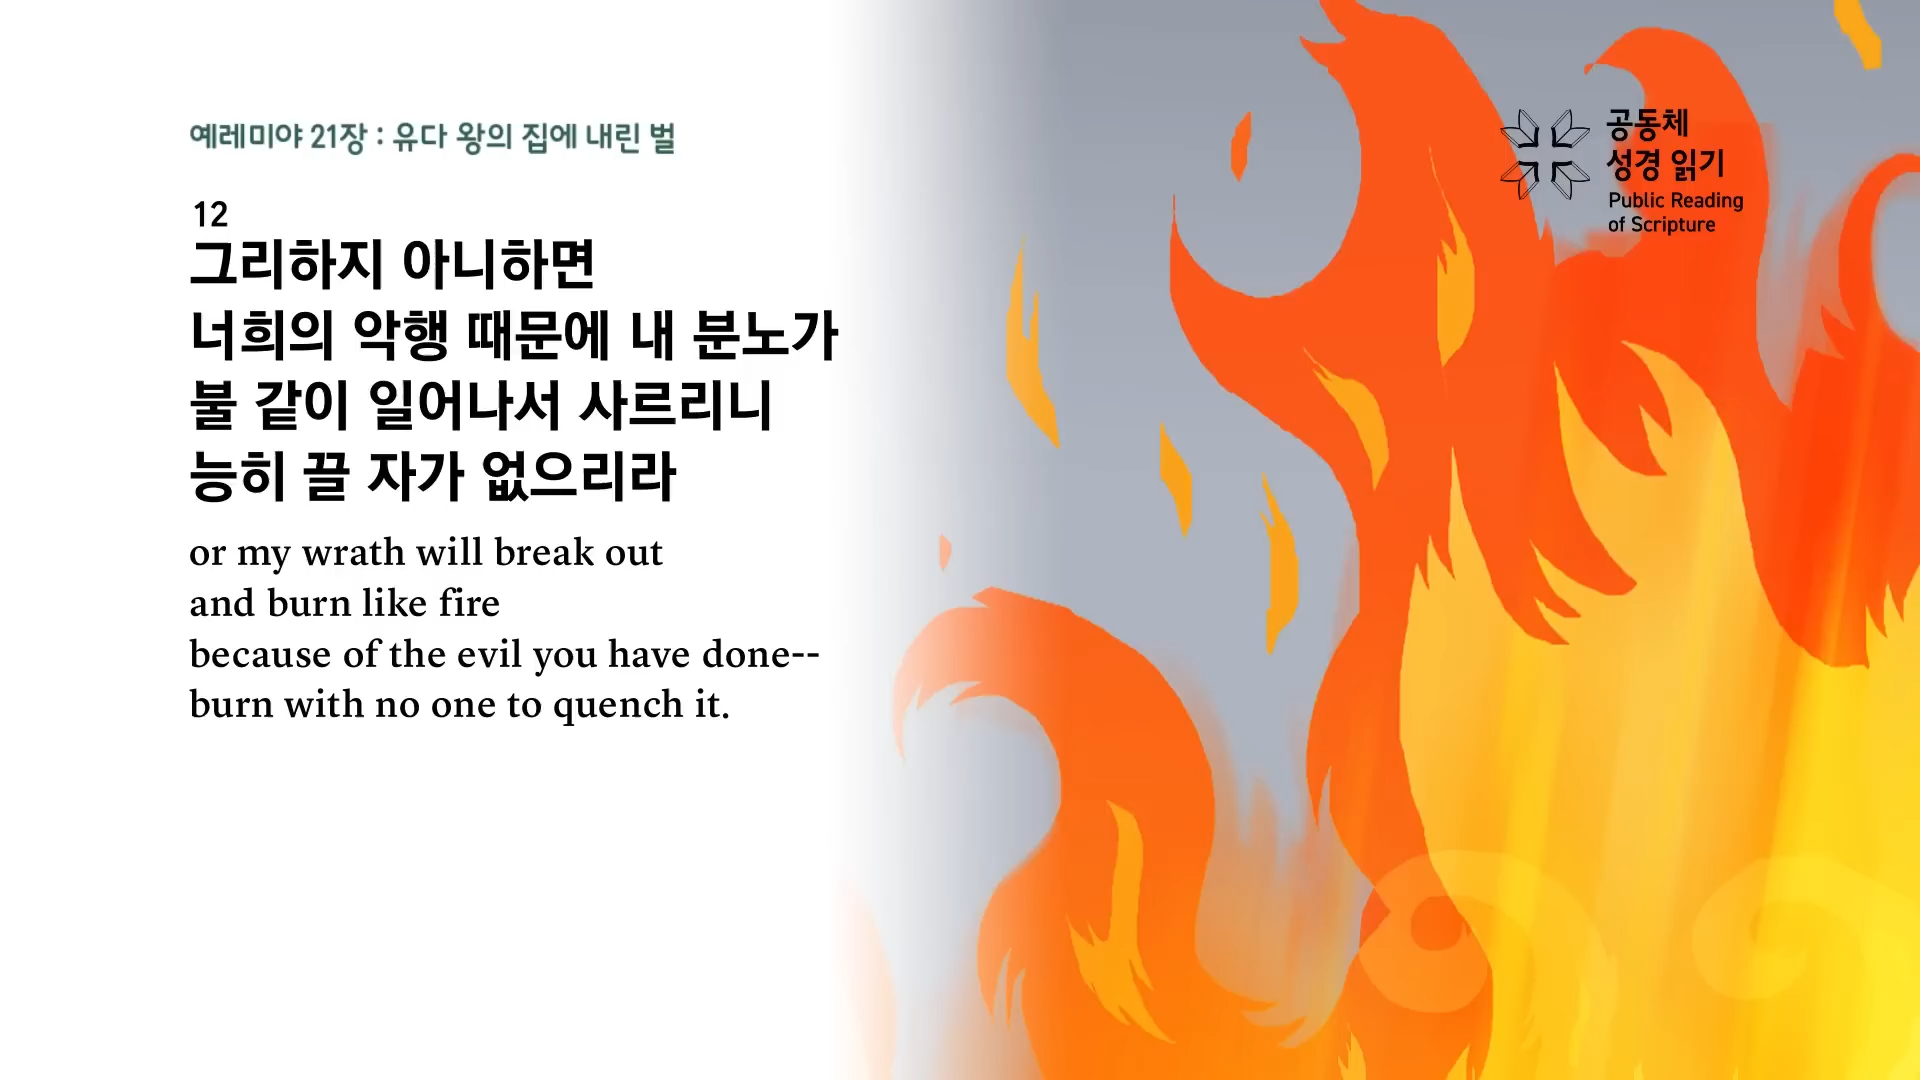 예레미야 21장 : 유다 왕의 집에 내린 벌
공동체
성경 읽기
Public Reading
of Scripture
12
그리하지 아니하면
너희의 악행 때문에 내 분노가
불 같이 일어나서 사르리니
능히 끌 자가 없으리라
or my wrath will break out
and burn like fire
because of the evil you have done--
burn with no one to quench it.